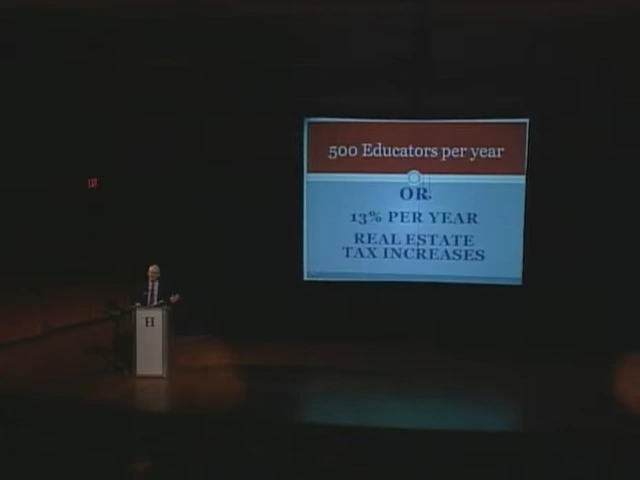 500 Educators per year
OR
13% PER YEAR
REAL ESTATE
TAX INCREASES
H